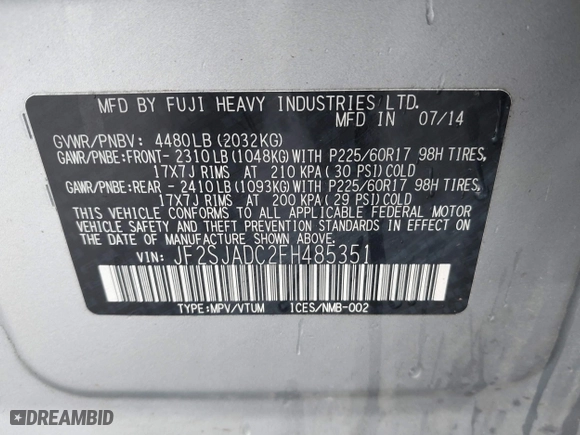 MFD BY FUJI HEAVY INDUSTRIES LTD.
MFD IN 07/14
GVWR/PNBV: 4480LB(2032KG)
GAWR/PNBE:FRONT-2310LB(1048KG)WITH P225/60R17 98H TIRES,
17X7J RIMS AT 210 KPA( 30 PSI)COLD
GAWR/PNBE:REAR -2410LB(1093KG)WITH P225/60R17 98H TIRES,
17X7J RIMS AT 200 KPA( 29 PSI)COLD
THIS VEHICLE CONFORMS TO ALL APPLICABLE FEDERAL MOTOR
VEHICLE SAFETY, BUMPER, AND THEFT PREVENTION STANDARDS
IN EFFECT ON THE DATE OF MANUFACTURE SHOWN ABOVE.
VIN: JF2SJADC2FH485351
TYPE:MPV/VTUM ICES/NMB-002
DREAMBID